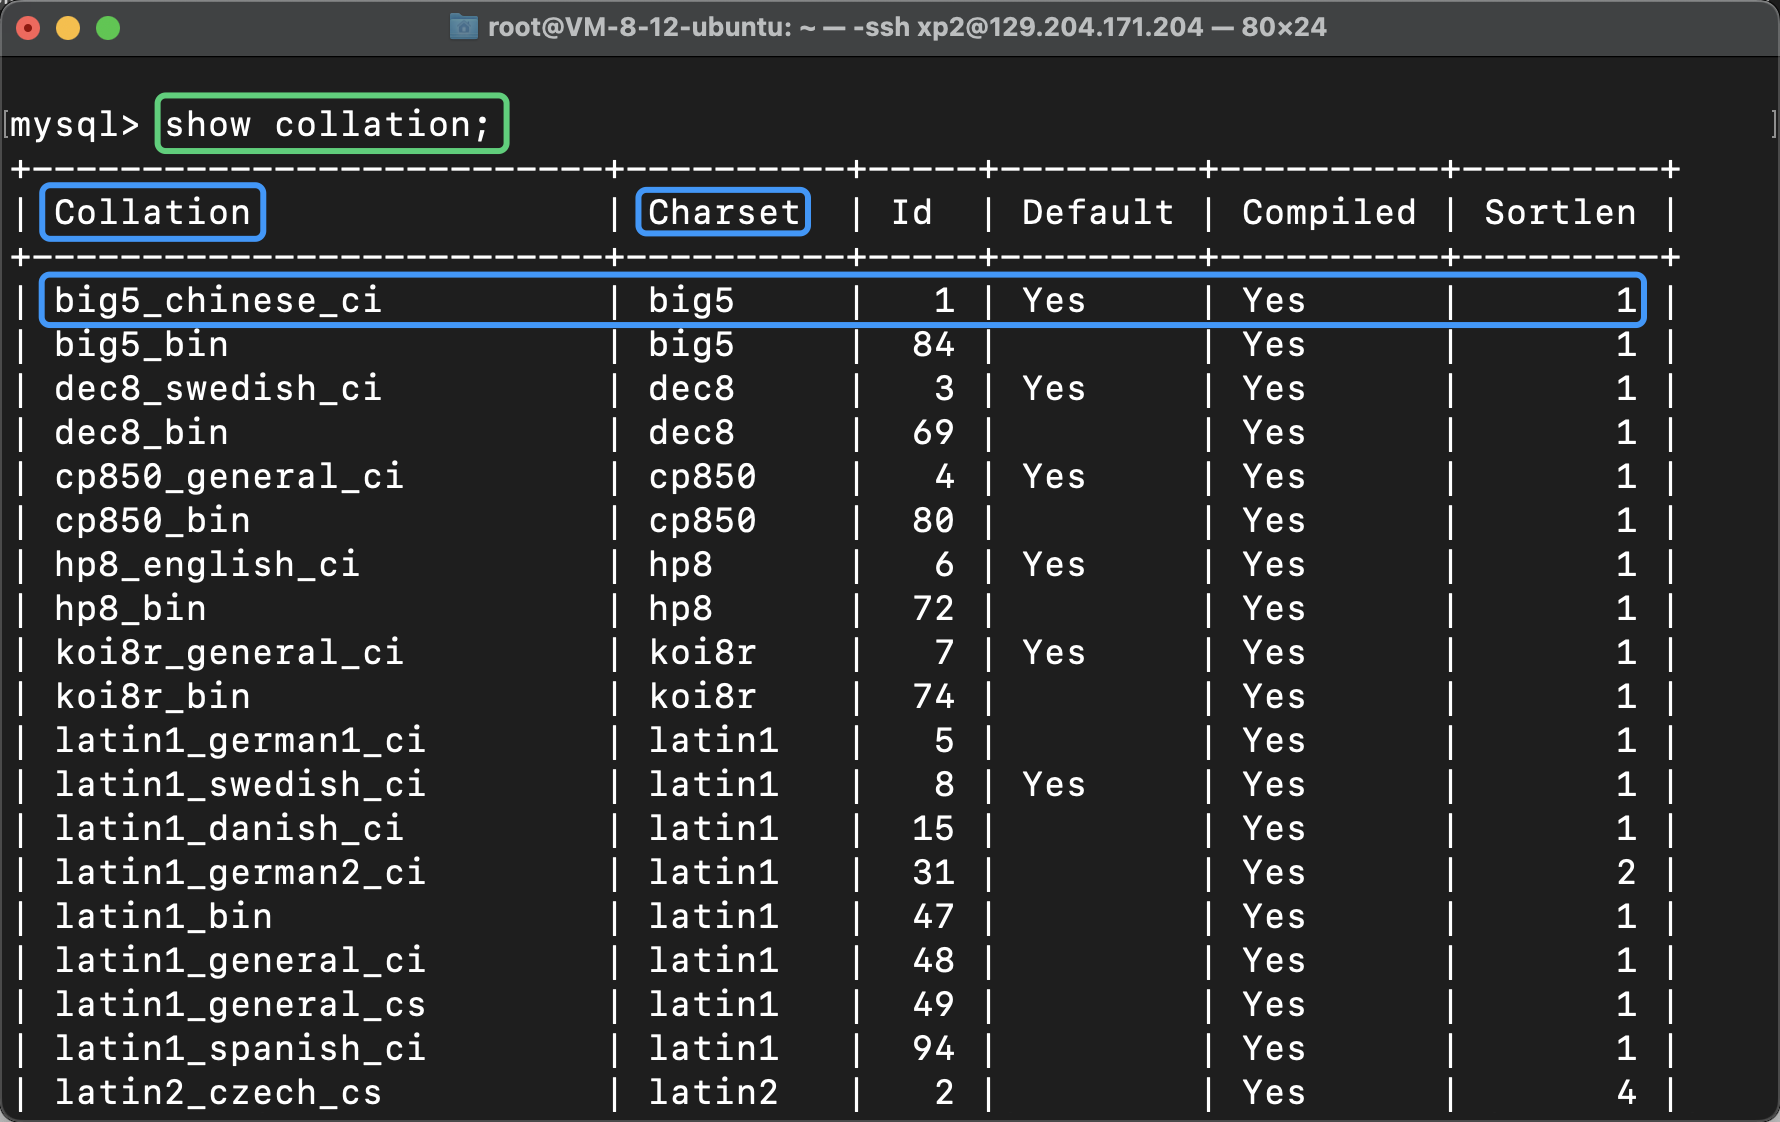 root@VM-8-12-ubuntu: ~ — -ssh xp2@129.204.171.204 — 80×24
[mysql> show collation; ]
+--------------------------+----------+-----+---------+----------+---------+
| Collation                | Charset  | Id  | Default | Compiled | Sortlen |
+--------------------------+----------+-----+---------+----------+---------+
| big5_chinese_ci          | big5     |   1 | Yes     | Yes      |       1 |
| big5_bin                 | big5     |  84 |         | Yes      |       1 |
| dec8_swedish_ci          | dec8     |   3 | Yes     | Yes      |       1 |
| dec8_bin                 | dec8     |  69 |         | Yes      |       1 |
| cp850_general_ci         | cp850    |   4 | Yes     | Yes      |       1 |
| cp850_bin                | cp850    |  80 |         | Yes      |       1 |
| hp8_english_ci           | hp8      |   6 | Yes     | Yes      |       1 |
| hp8_bin                  | hp8      |  72 |         | Yes      |       1 |
| koi8r_general_ci         | koi8r    |   7 | Yes     | Yes      |       1 |
| koi8r_bin                | koi8r    |  74 |         | Yes      |       1 |
| latin1_german1_ci        | latin1   |   5 |         | Yes      |       1 |
| latin1_swedish_ci        | latin1   |   8 | Yes     | Yes      |       1 |
| latin1_danish_ci         | latin1   |  15 |         | Yes      |       1 |
| latin1_german2_ci        | latin1   |  31 |         | Yes      |       2 |
| latin1_bin               | latin1   |  47 |         | Yes      |       1 |
| latin1_general_ci        | latin1   |  48 |         | Yes      |       1 |
| latin1_general_cs        | latin1   |  49 |         | Yes      |       1 |
| latin1_spanish_ci        | latin1   |  94 |         | Yes      |       1 |
| latin2_czech_cs          | latin2   |   2 |         | Yes      |       4 |